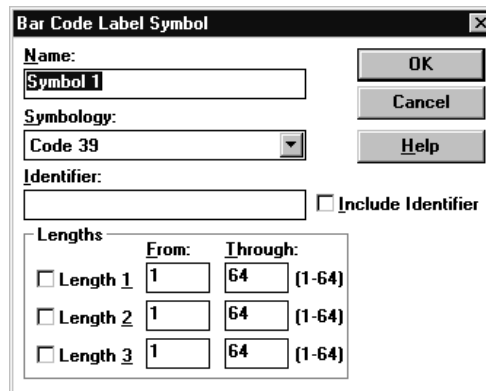 Bar Code Label Symbol
Name:
Symbol 1
OK
Cancel
Symbology:
Code 39
Help
Identifier:
Include Identifier
Lengths
From: Through:
Length 1 1 64 (1-64)
Length 2 1 64 (1-64)
Length 3 1 64 (1-64)